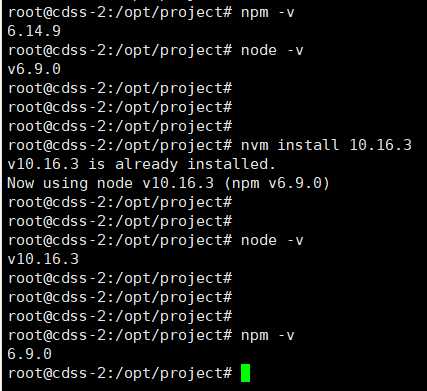 root@cdss-2:/opt/project# npm -v
6.14.9
root@cdss-2:/opt/project# node -v
v6.9.0
root@cdss-2:/opt/project#
root@cdss-2:/opt/project#
root@cdss-2:/opt/project#
root@cdss-2:/opt/project# nvm install 10.16.3
v10.16.3 is already installed.
Now using node v10.16.3 (npm v6.9.0)
root@cdss-2:/opt/project#
root@cdss-2:/opt/project#
root@cdss-2:/opt/project# node -v
v10.16.3
root@cdss-2:/opt/project#
root@cdss-2:/opt/project#
root@cdss-2:/opt/project#
root@cdss-2:/opt/project# npm -v
6.9.0
root@cdss-2:/opt/project#